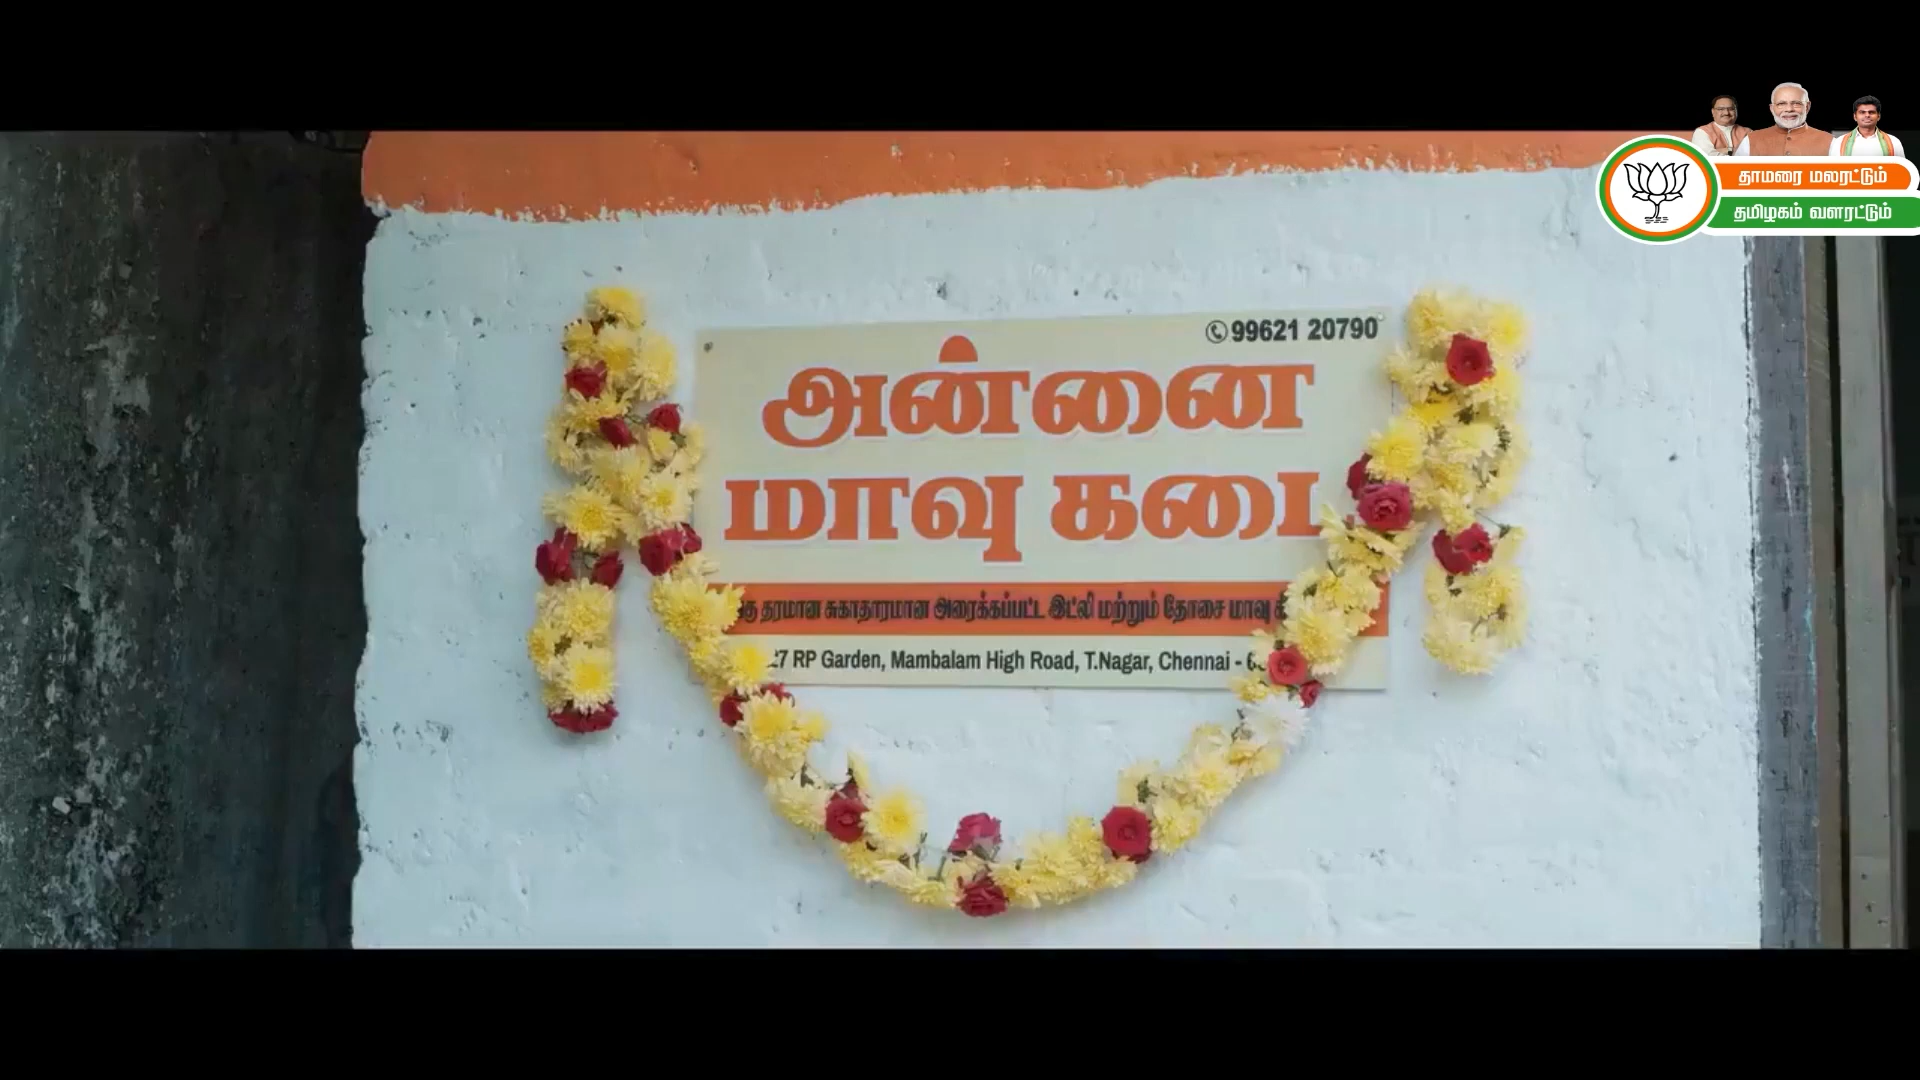 தாமரை மலரட்டும்
தமிழகம் வளரட்டும்
99621 20790
அன்னை
மாவு கடை
தரமான சுகாதாரமான அரைக்கப்பட்ட இட்லி மற்றும் தோசை மாவு
27 RP Garden, Mambalam High Road, T.Nagar, Chennai -